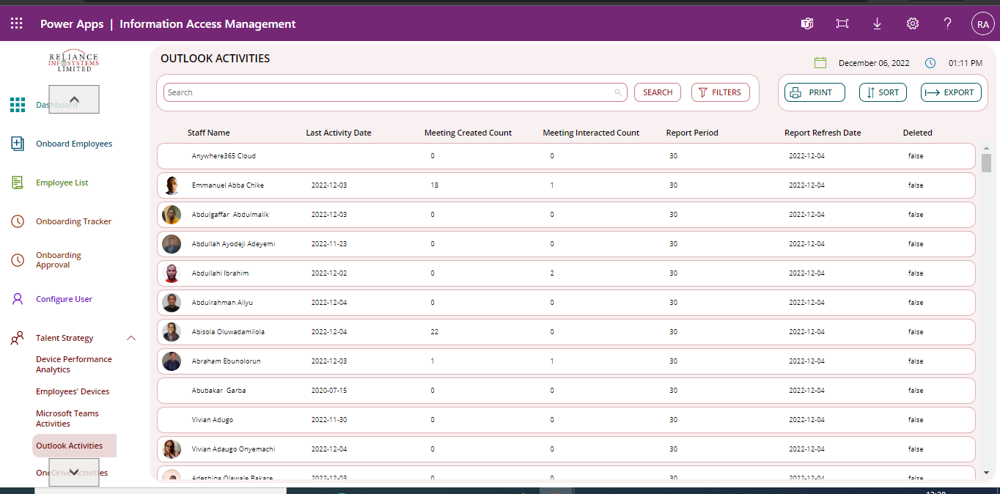 Power Apps | Information Access Management
RA
RELIANCE
INFOSYSTEMS
LIMITED
Dashboard
Onboard Employees
Employee List
Onboarding Tracker
Onboarding
Approval
Configure User
Talent Strategy
Device Performance
Analytics
Employees' Devices
Microsoft Teams
Activities
Outlook Activities
OneDrive Activities
OUTLOOK ACTIVITIES
December 06, 2022 01:11 PM
Search SEARCH FILTERS PRINT SORT EXPORT
Staff Name Last Activity Date Meeting Created Count Meeting Interacted Count Report Period Report Refresh Date Deleted
Anywhere365 Cloud 0 0 30 2022-12-04 false
Emmanuel Abba Chike 2022-12-03 18 1 30 2022-12-04 false
Abdulgaffar Abdulmalik 2022-12-03 0 0 30 2022-12-04 false
Abdullah Ayodeji Adeyemi 2022-11-23 0 0 30 2022-12-04 false
Abdullahi Ibrahim 2022-12-02 0 2 30 2022-12-04 false
Abdulrahman Aliyu 2022-12-04 0 0 30 2022-12-04 false
Abisola Oluwadamilola 2022-12-04 22 0 30 2022-12-04 false
Abraham Ebunolorun 2022-12-03 1 1 30 2022-12-04 false
Abubakar Garba 2020-07-15 0 0 30 2022-12-04 false
Vivian Adugo 2022-11-30 0 0 30 2022-12-04 false
Vivian Adaugo Onyemachi 2022-12-04 0 0 30 2022-12-04 false
Adeshina Olawale Bakare 2022-12-03 0 0 30 2022-12-04 false